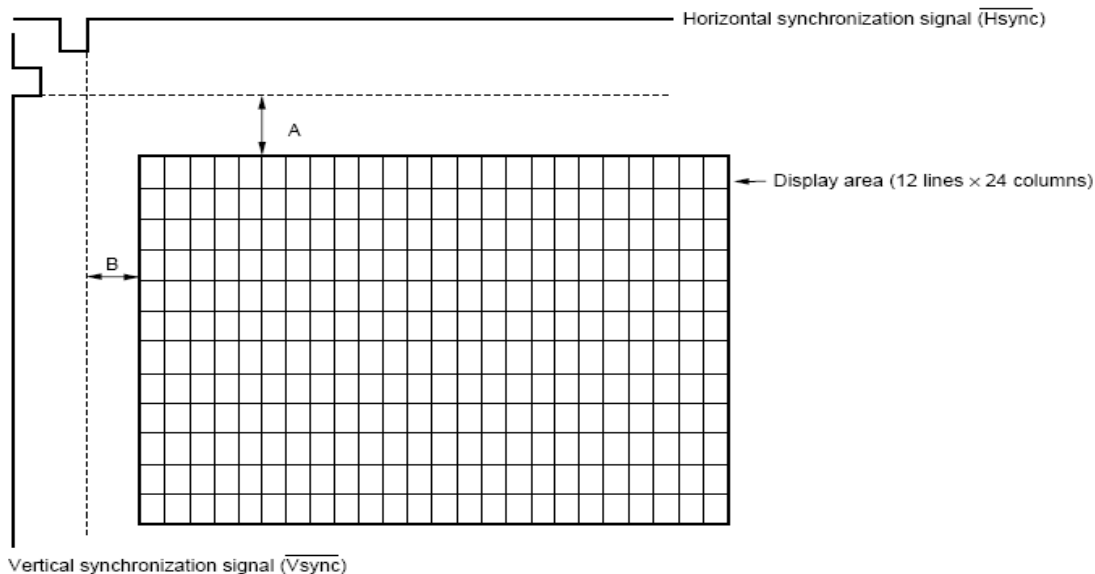 Horizontal synchronization signal (Hsync)
A
Display area (12 lines × 24 columns)
B
Vertical synchronization signal (Vsync)